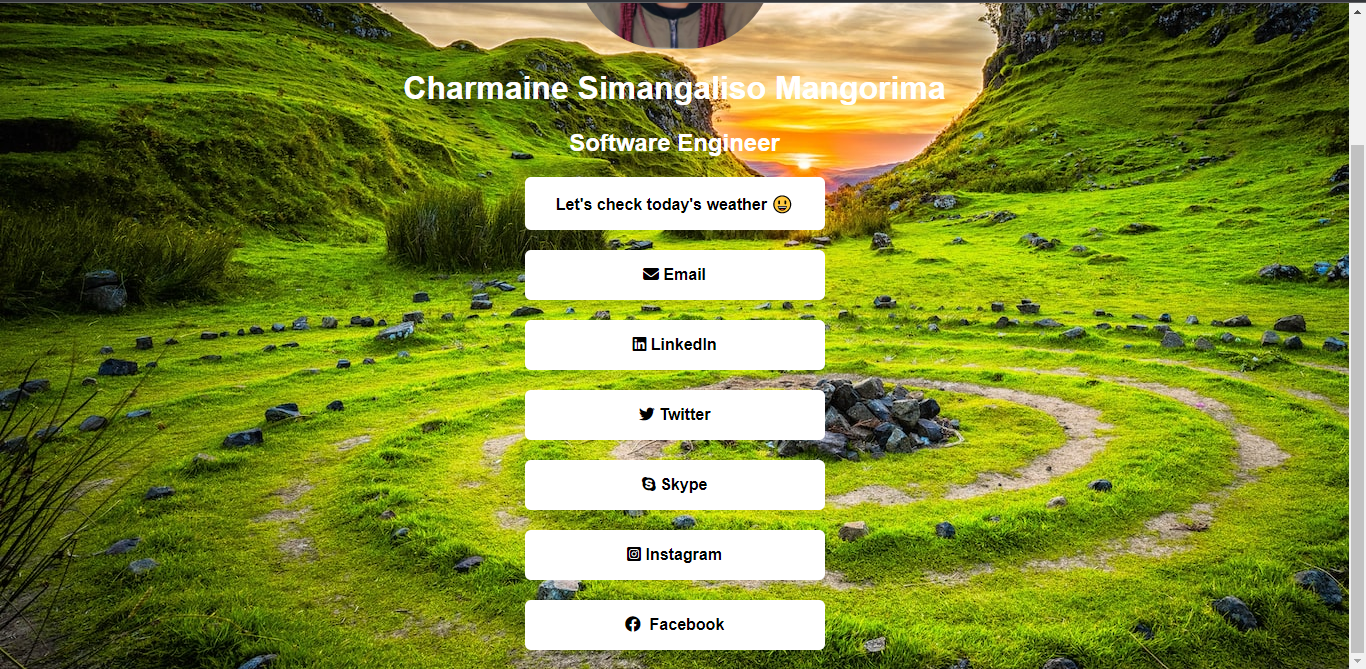 Charmaine Simangaliso Mangorima
Software Engineer
Let's check today's weather 😃
Email
LinkedIn
Twitter
Skype
Instagram
Facebook